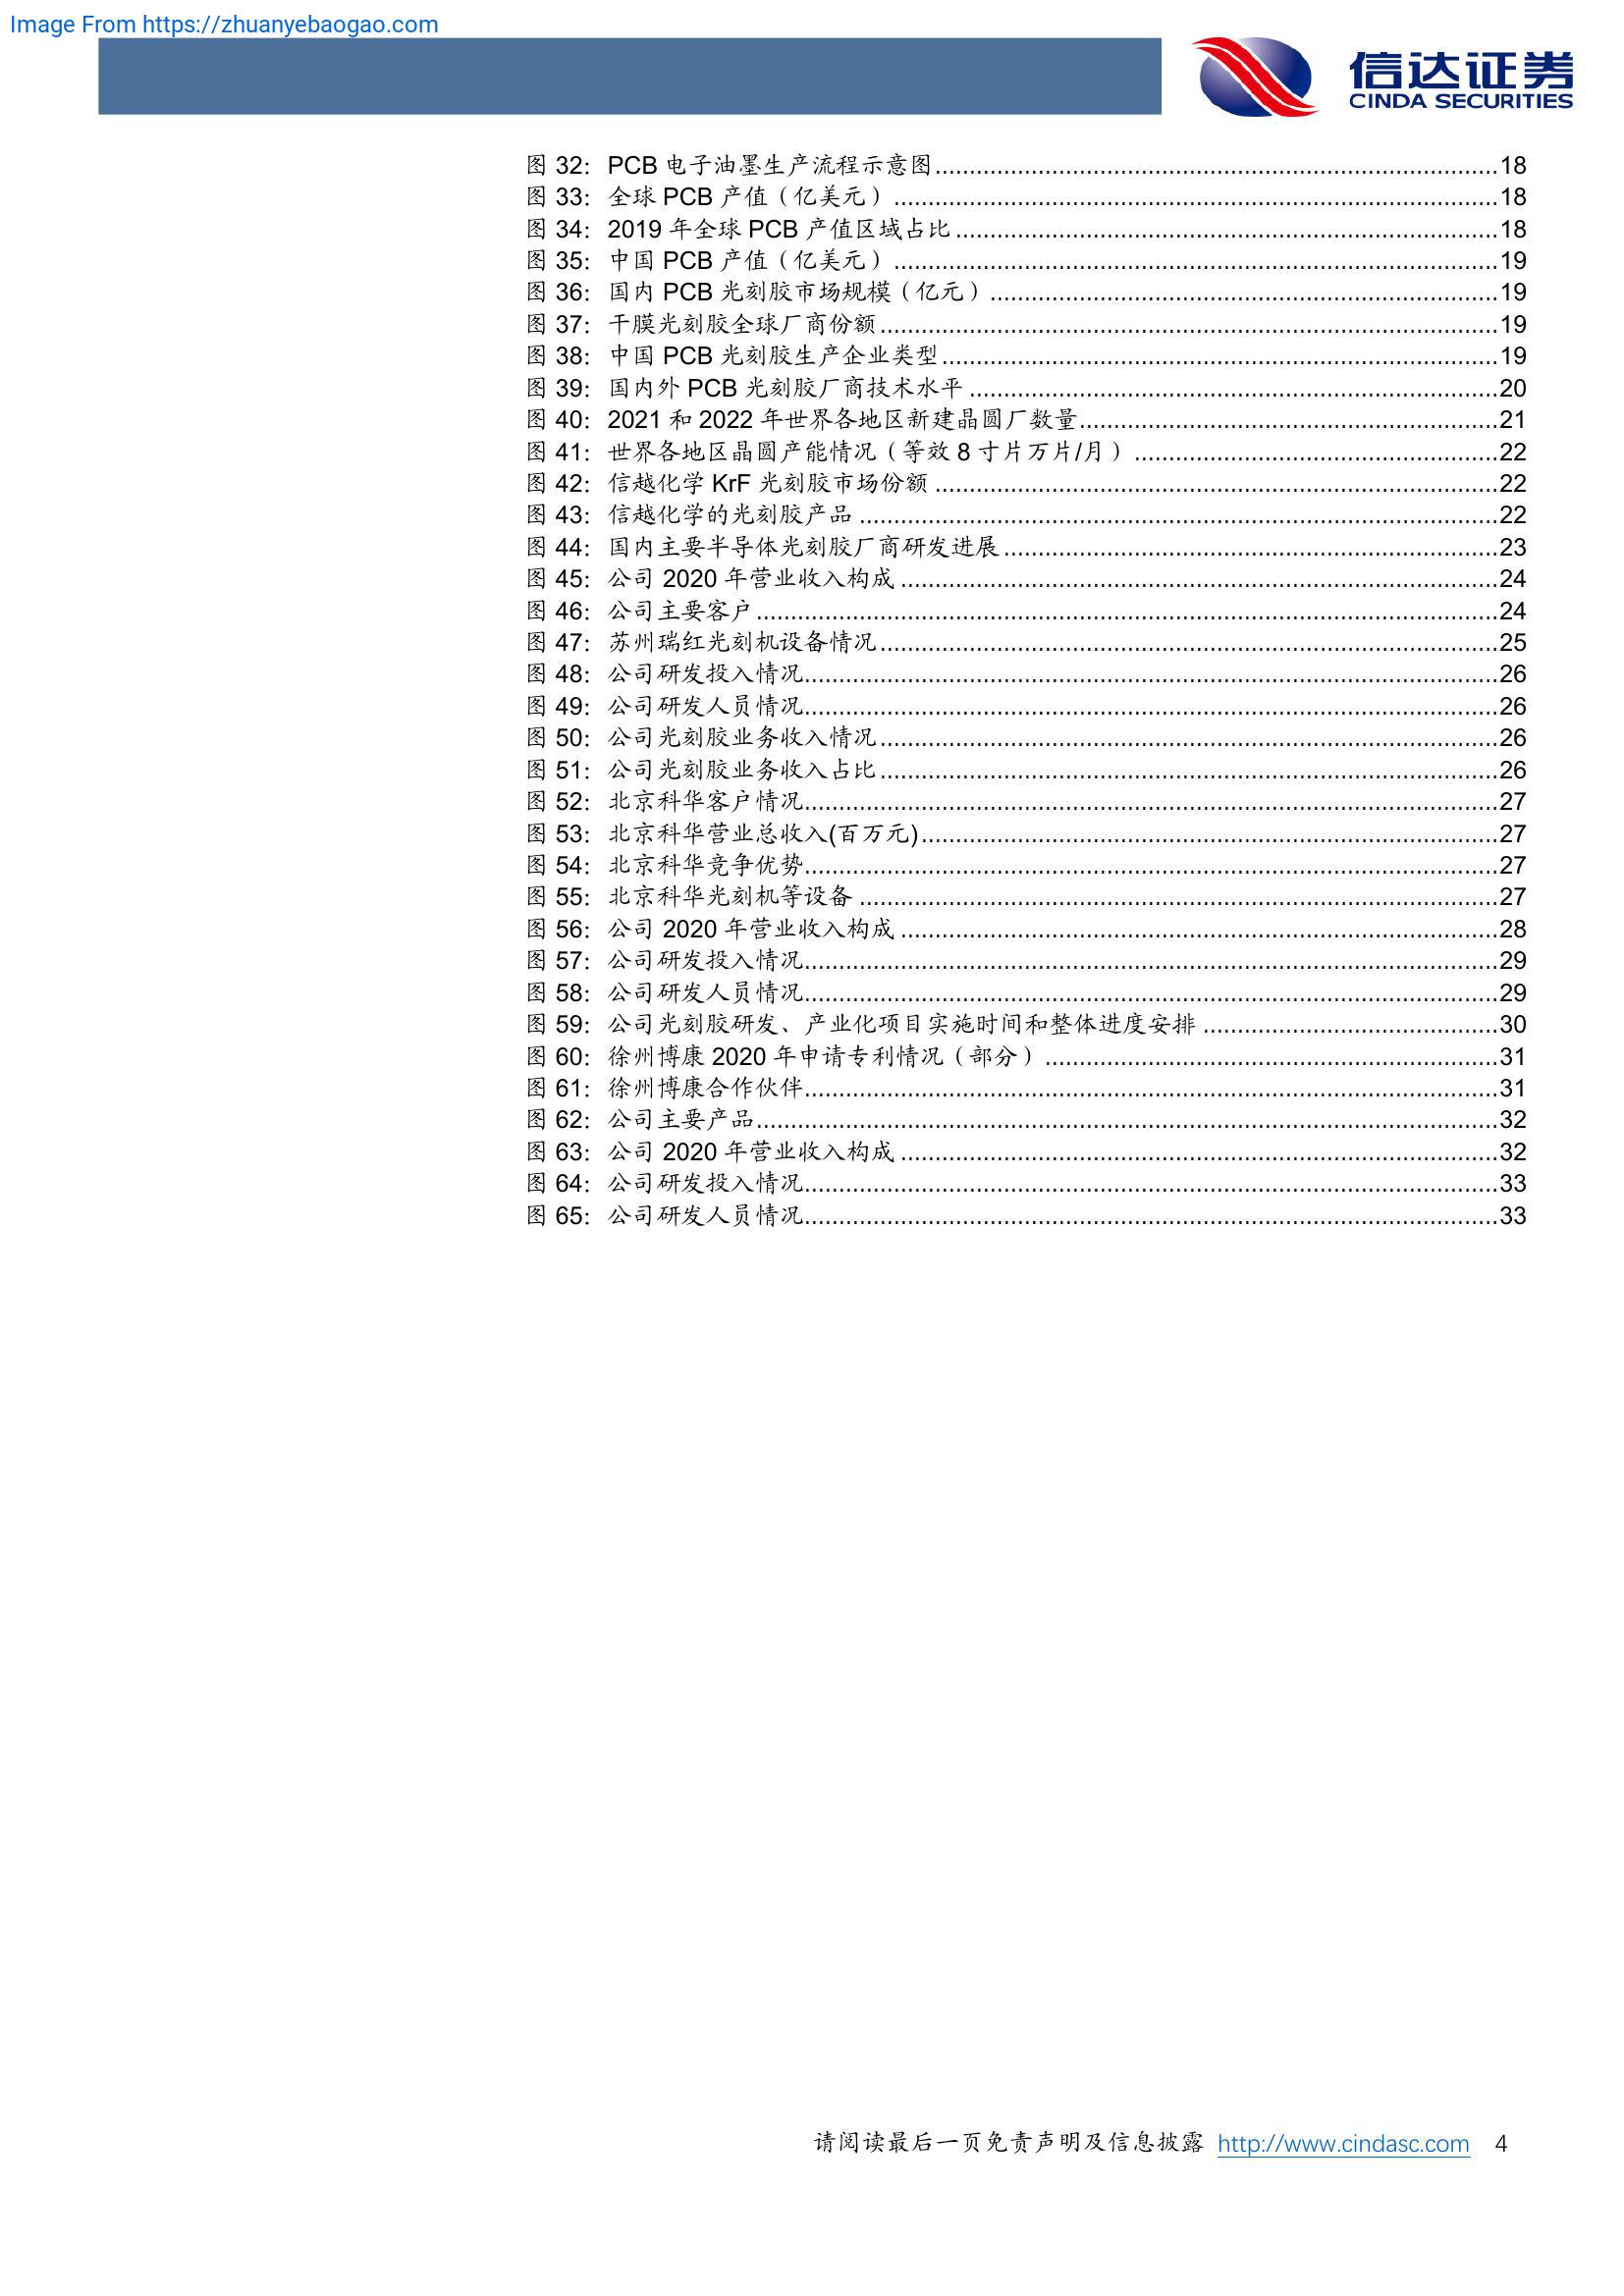 Image From https://zhuanyebaogao.com
信达证券
CINDA SECURITIES
图 32：PCB 电子油墨生产流程示意图....................18
图 33：全球 PCB 产值（亿美元）....................18
图 34：2019 年全球 PCB 产值区域占比....................18
图 35：中国 PCB 产值（亿美元）....................19
图 36：国内 PCB 光刻胶市场规模（亿元）....................19
图 37：干膜光刻胶全球厂商份额....................19
图 38：中国 PCB 光刻胶生产企业类型....................19
图 39：国内外 PCB 光刻胶厂商技术水平....................20
图 40：2021 和 2022 年世界各地区新建晶圆厂数量....................21
图 41：世界各地区晶圆产能情况（等效 8 寸片万片/月）....................22
图 42：信越化学 KrF 光刻胶市场份额....................22
图 43：信越化学的光刻胶产品....................22
图 44：国内主要半导体光刻胶厂商研发进展....................23
图 45：公司 2020 年营业收入构成....................24
图 46：公司主要客户....................24
图 47：苏州瑞红光刻机设备情况....................25
图 48：公司研发投入情况....................26
图 49：公司研发人员情况....................26
图 50：公司光刻胶业务收入情况....................26
图 51：公司光刻胶业务收入占比....................26
图 52：北京科华客户情况....................27
图 53：北京科华营业总收入(百万元)....................27
图 54：北京科华竞争优势....................27
图 55：北京科华光刻机等设备....................27
图 56：公司 2020 年营业收入构成....................28
图 57：公司研发投入情况....................29
图 58：公司研发人员情况....................29
图 59：公司光刻胶研发、产业化项目实施时间和整体进度安排....................30
图 60：徐州博康 2020 年申请专利情况（部分）....................31
图 61：徐州博康合作伙伴....................31
图 62：公司主要产品....................32
图 63：公司 2020 年营业收入构成....................32
图 64：公司研发投入情况....................33
图 65：公司研发人员情况....................33
请阅读最后一页免责声明及信息披露 http://www.cindasc.com 4